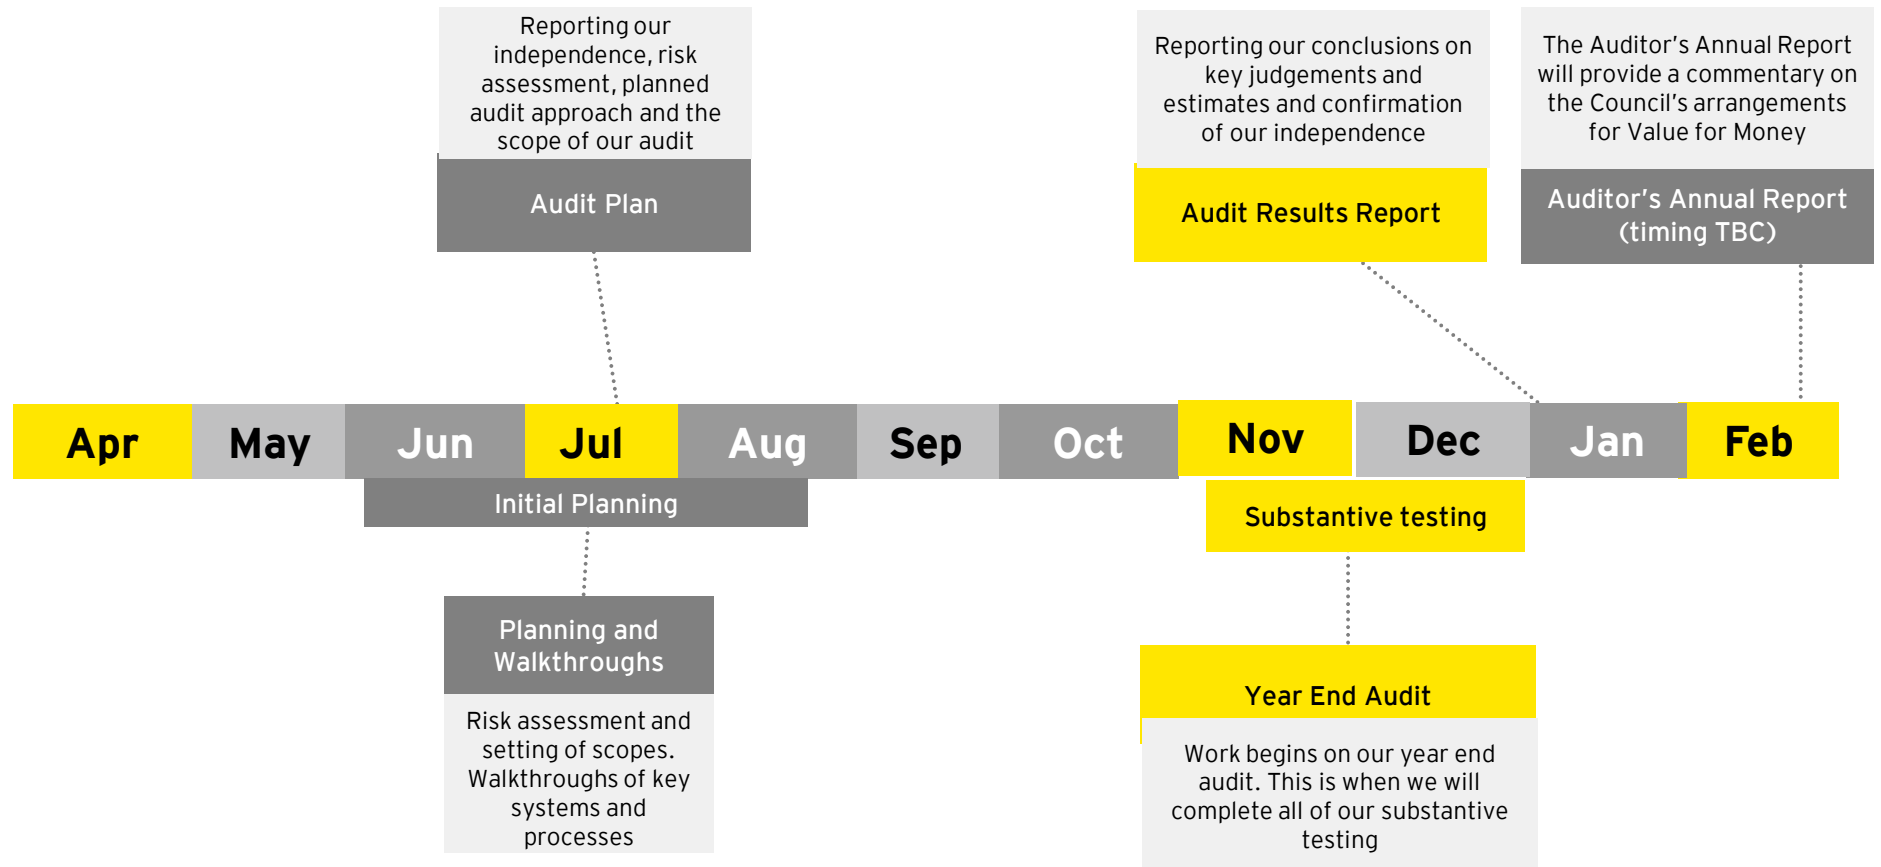 Reporting our
independence, risk
assessment, planned
audit approach and the
scope of our audit
Audit Plan
Reporting our conclusions on
key judgements and
estimates and confirmation
of our independence
Audit Results Report
The Auditor's Annual Report
will provide a commentary on
the Council's arrangements
for Value for Money
Auditor's Annual Report
(timing TBC)
Apr May Jun Jul Aug Sep Oct Nov Dec Jan Feb
Initial Planning
Substantive testing
Planning and
Walkthroughs
Risk assessment and
setting of scopes.
Walkthroughs of key
systems and
processes
Year End Audit
Work begins on our year end
audit. This is when we will
complete all of our substantive
testing